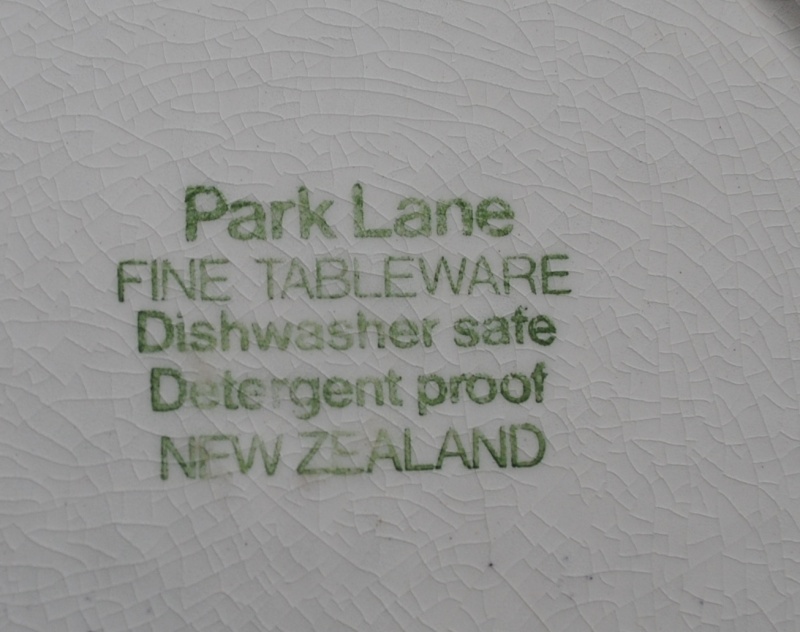 Park Lane
FINE TABLEWARE
Dishwasher safe
Detergent proof
NEW ZEALAND